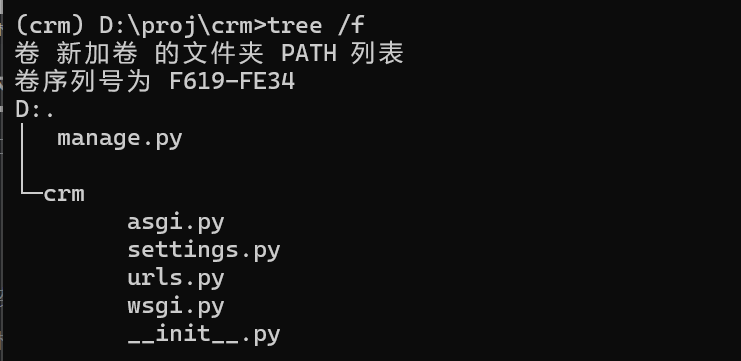 (crm) D:\proj\crm>tree /f
卷 新加卷 的文件夹 PATH 列表
卷序列号为 F619-FE34
D:.
│  manage.py
│
└─crm
        asgi.py
        settings.py
        urls.py
        wsgi.py
        __init__.py